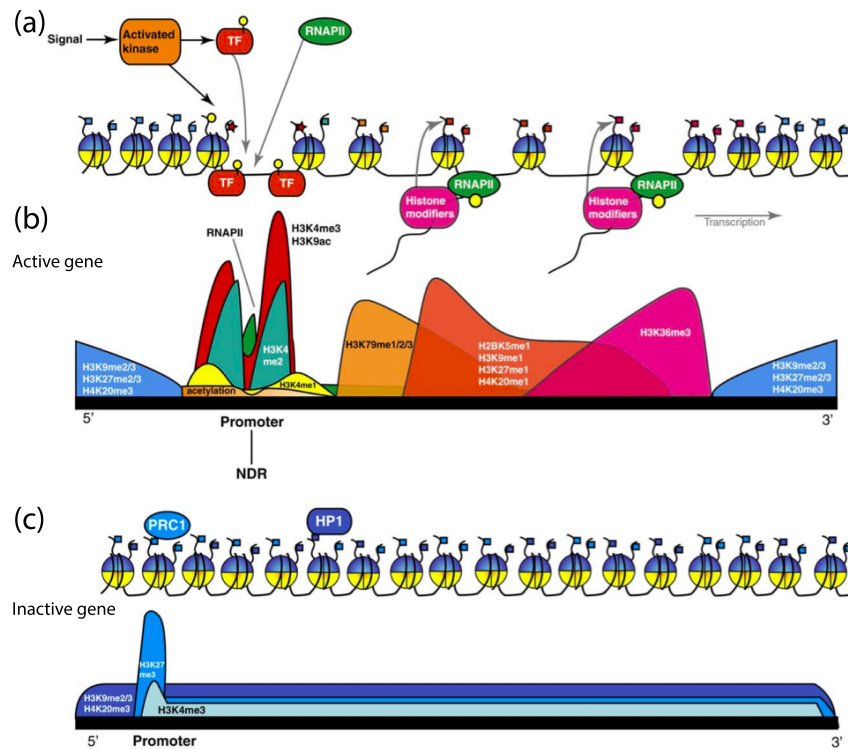 (a)
Signal
Activated
kinase
TF
RNAPII
TF
TF
RNAPII
Histone
modifiers
RNAPII
Histone
modifiers
Transcription
(b)
Active gene
RNAPII
H3K4me3
H3K9ac
H3K4
me2
H3K4me1
acetylation
H3K79me1/2/3
H2BK5me1
H3K9me1
H3K27me1
H4K20me1
H3K36me3
H3K9me2/3
H3K27me2/3
H4K20me3
H3K9me2/3
H3K27me2/3
H4K20me3
5'
Promoter
3'
NDR
(c)
PRC1
HP1
Inactive gene
H3K27
me3
H3K9me2/3
H4K20me3
H3K4me3
5'
Promoter
3'